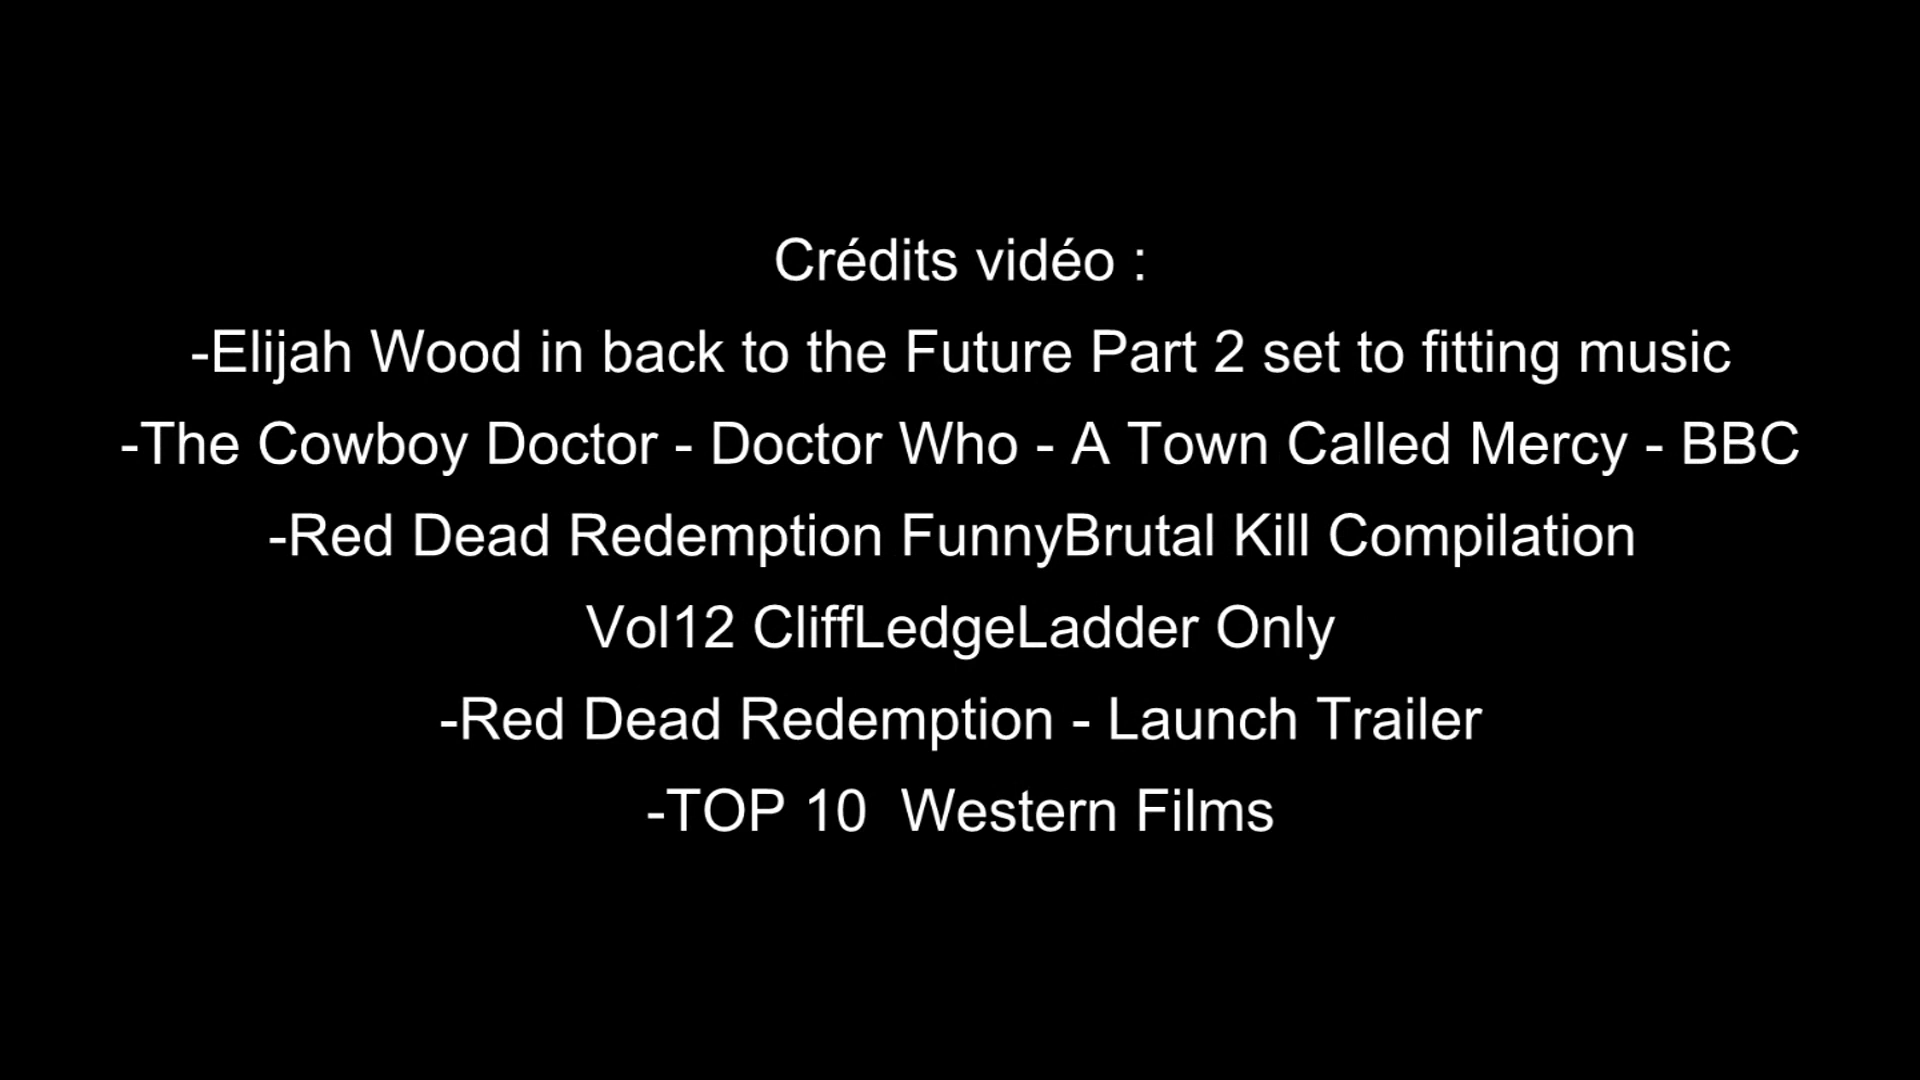 Crédits vidéo :
-Elijah Wood in back to the Future Part 2 set to fitting music
-The Cowboy Doctor - Doctor Who - A Town Called Mercy - BBC
-Red Dead Redemption FunnyBrutal Kill Compilation
Vol12 CliffLedgeLadder Only
-Red Dead Redemption - Launch Trailer
-TOP 10  Western Films